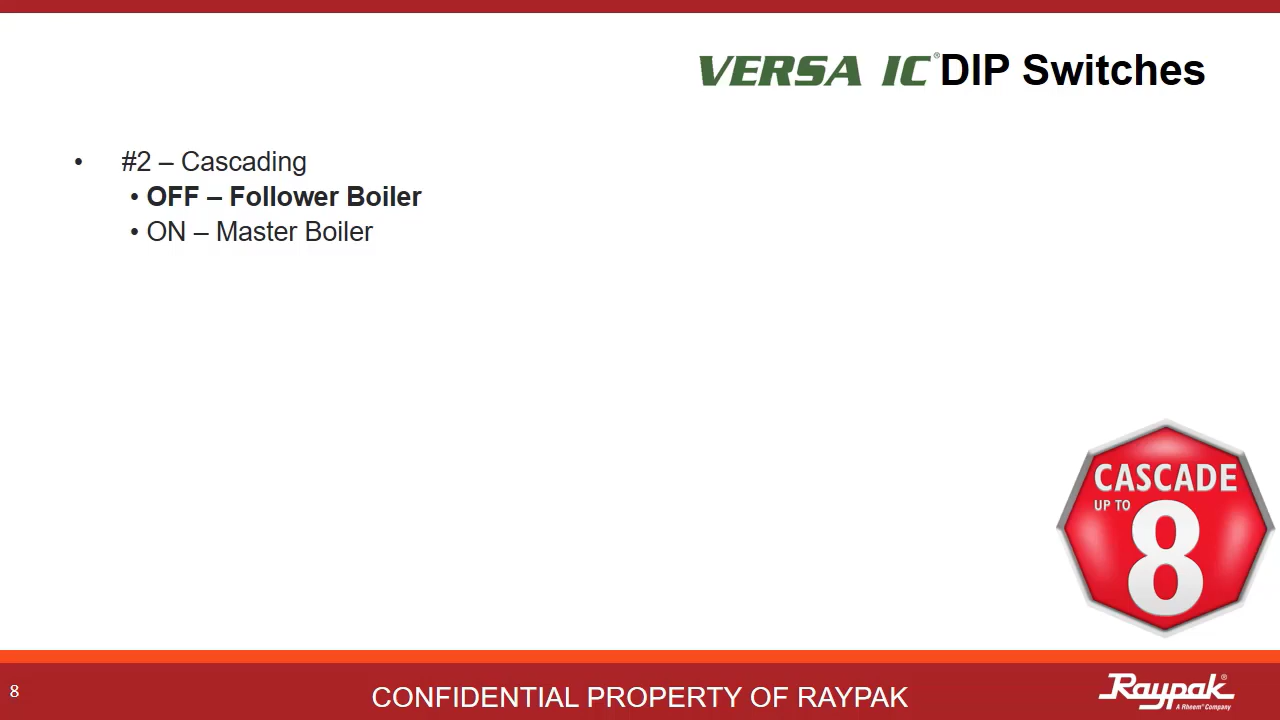 VERSA IC® DIP Switches
• #2 – Cascading
• OFF – Follower Boiler
• ON – Master Boiler
CASCADE
UP TO
8
8
CONFIDENTIAL PROPERTY OF RAYPAK
Raypak®
A Rheem® Company